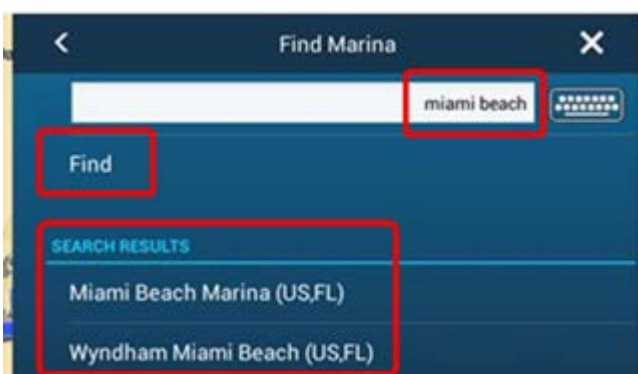 Find Marina
miami beach
Find
SEARCH RESULTS
Miami Beach Marina (US,FL)
Wyndham Miami Beach (US,FL)